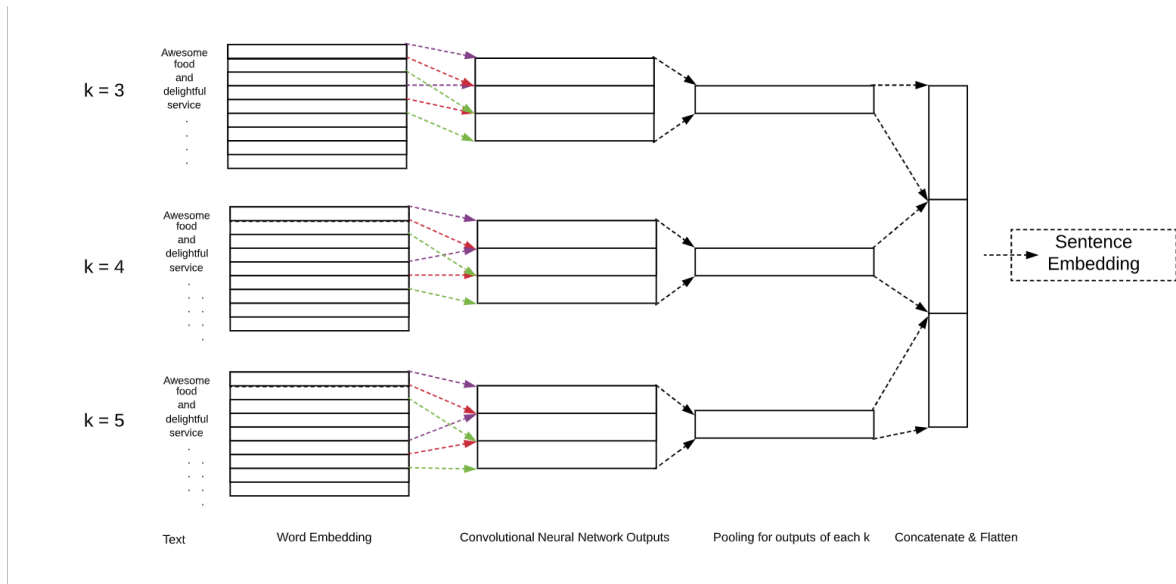 k = 3
Awesome
food
and
delightful
service
.
.
.
.
k = 4
Awesome
food
and
delightful
service
. 
. .
. .
.
k = 5
Awesome
food
and
delightful
service
.
. .
. .
.
Sentence
Embedding
Text
Word Embedding
Convolutional Neural Network Outputs
Pooling for outputs of each k
Concatenate & Flatten